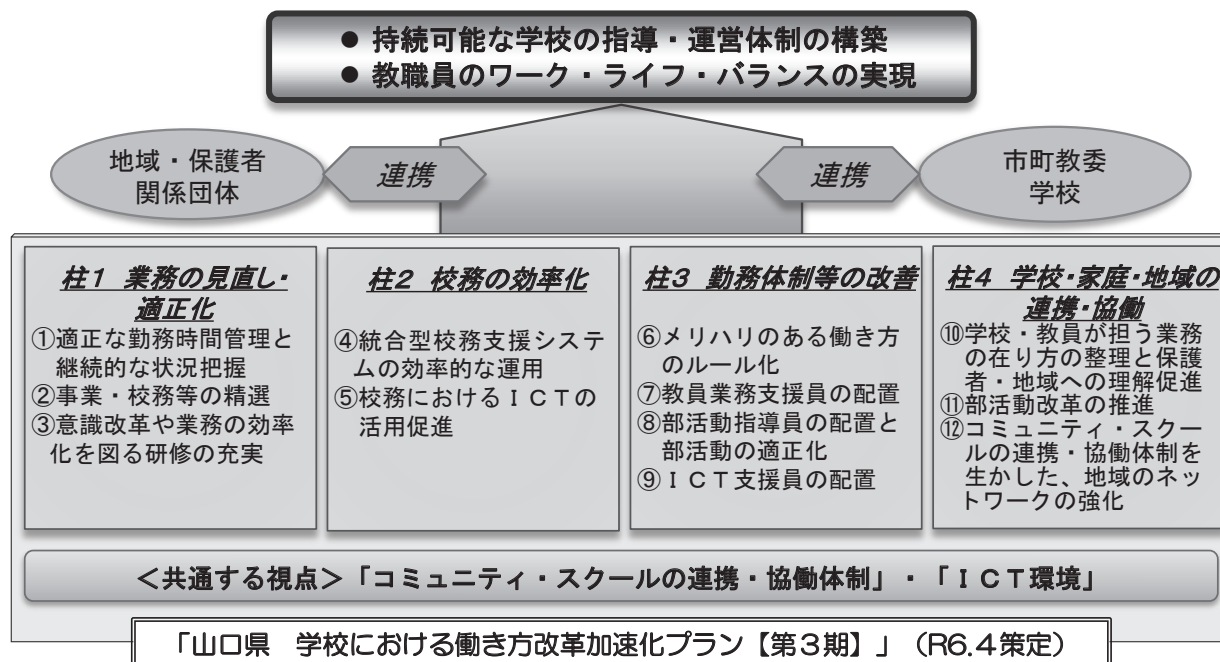 ● 持続可能な学校の指導・運営体制の構築
● 教職員のワーク・ライフ・バランスの実現
地域・保護者
関係団体
連携
連携
市町教委
学校
柱1 業務の見直し・
適正化
①適正な勤務時間管理と
継続的な状況把握
②事業・校務等の精選
③意識改革や業務の効率
化を図る研修の充実
柱2 校務の効率化
④統合型校務支援システ
ムの効率的な運用
⑤校務におけるICTの
活用促進
柱3 勤務体制等の改善
⑥メリハリのある働き方
のルール化
⑦教員業務支援員の配置
⑧部活動指導員の配置と
部活動の適正化
⑨ICT支援員の配置
柱4 学校・家庭・地域の
連携・協働
⑩学校・教員が担う業務
の在り方の整理と保護
者・地域への理解促進
⑪部活動改革の推進
⑫コミュニティ・スクー
ルの連携・協働体制を
生かした、地域のネッ
トワークの強化
<共通する視点>「コミュニティ・スクールの連携・協働体制」・「ICT環境」
「山口県 学校における働き方改革加速化プラン【第3期】」(R6.4策定)